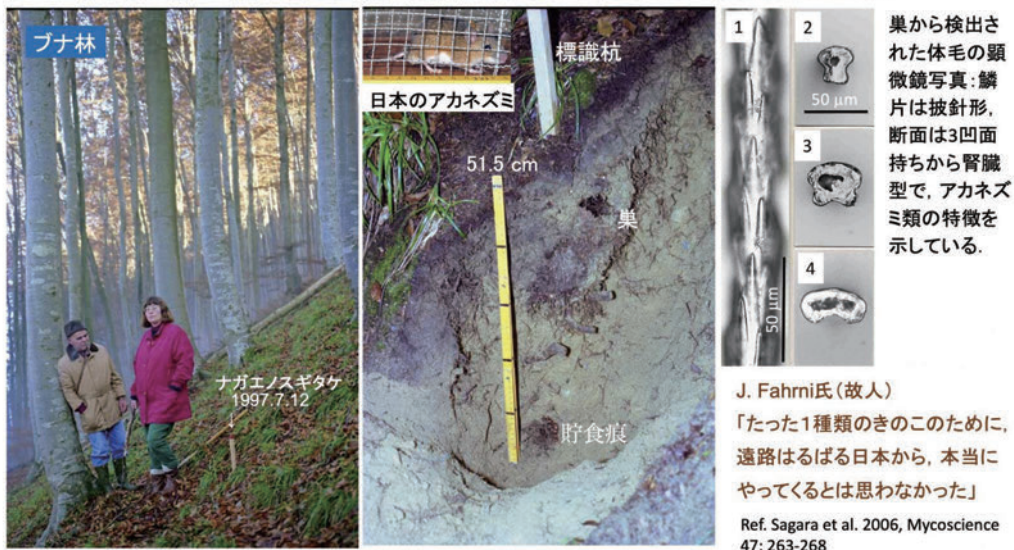 ブナ林
ナガエノスギタケ
1997.7.12
日本のアカネズミ
標識杭
51.5 cm
巣
貯食痕
1
50 μm
2
50 μm
3
4
巣から検出さ
れた体毛の顕
微鏡写真：鱗
片は披針形，
断面は3凹面
持ちから腎臓
型で，アカネズ
ミ類の特徴を
示している．
J. Fahrni氏（故人）
「たった1種類のきのこのために，
遠路はるばる日本から，本当に
やってくるとは思わなかった」
Ref. Sagara et al. 2006, Mycoscience
47: 263-268